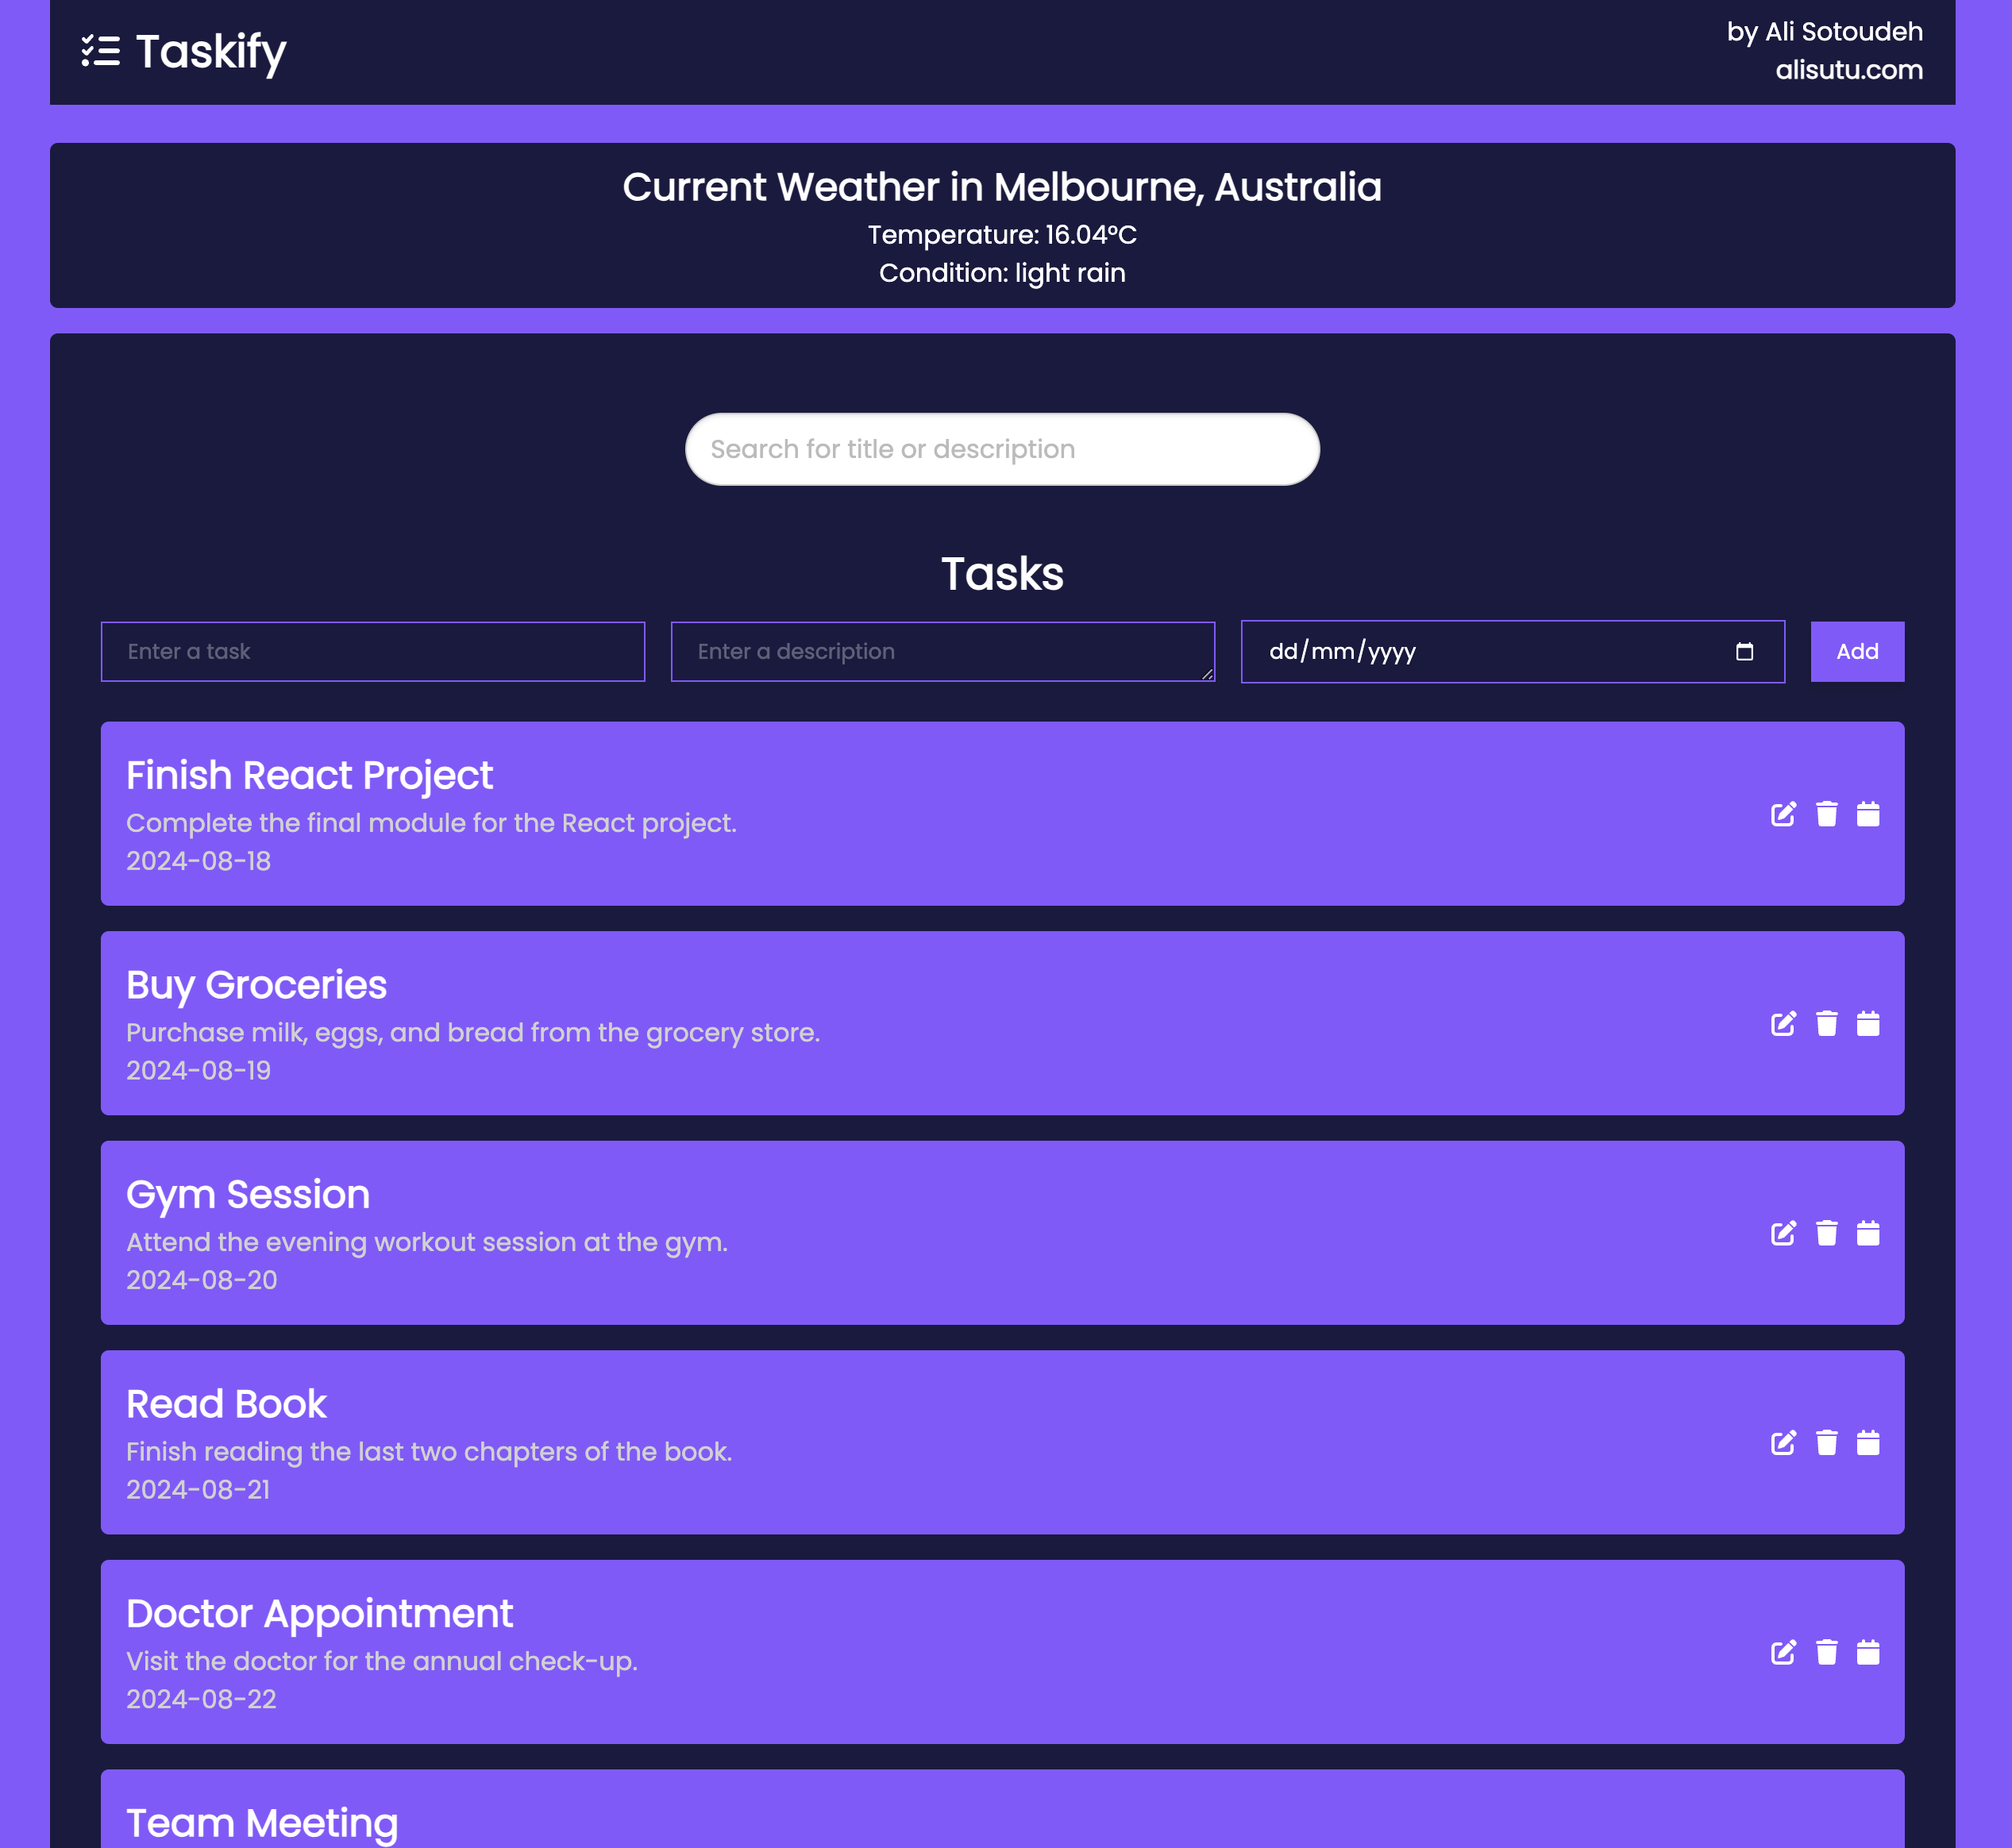 Taskify
by Ali Sotoudeh
alisutu.com
Current Weather in Melbourne, Australia
Temperature: 16.04°C
Condition: light rain
Search for title or description
Tasks
Enter a task
Enter a description
dd/mm/yyyy
Add
Finish React Project
Complete the final module for the React project.
2024-08-18
Buy Groceries
Purchase milk, eggs, and bread from the grocery store.
2024-08-19
Gym Session
Attend the evening workout session at the gym.
2024-08-20
Read Book
Finish reading the last two chapters of the book.
2024-08-21
Doctor Appointment
Visit the doctor for the annual check-up.
2024-08-22
Team Meeting